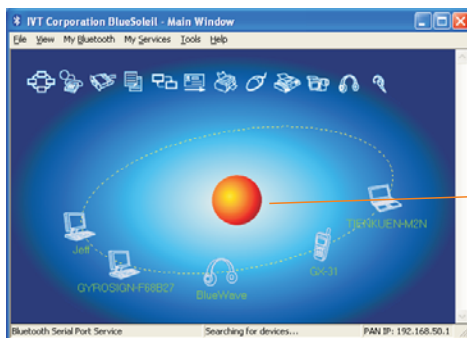 IVT Corporation BlueSoleil - Main Window
File View My Bluetooth My Services Tools Help
TIENKUEN-M2N
Jeff
GX-31
GYROSIGN-F68B27
BlueWave
Bluetooth Serial Port Service Searching for devices... PAN IP: 192.168.50.1